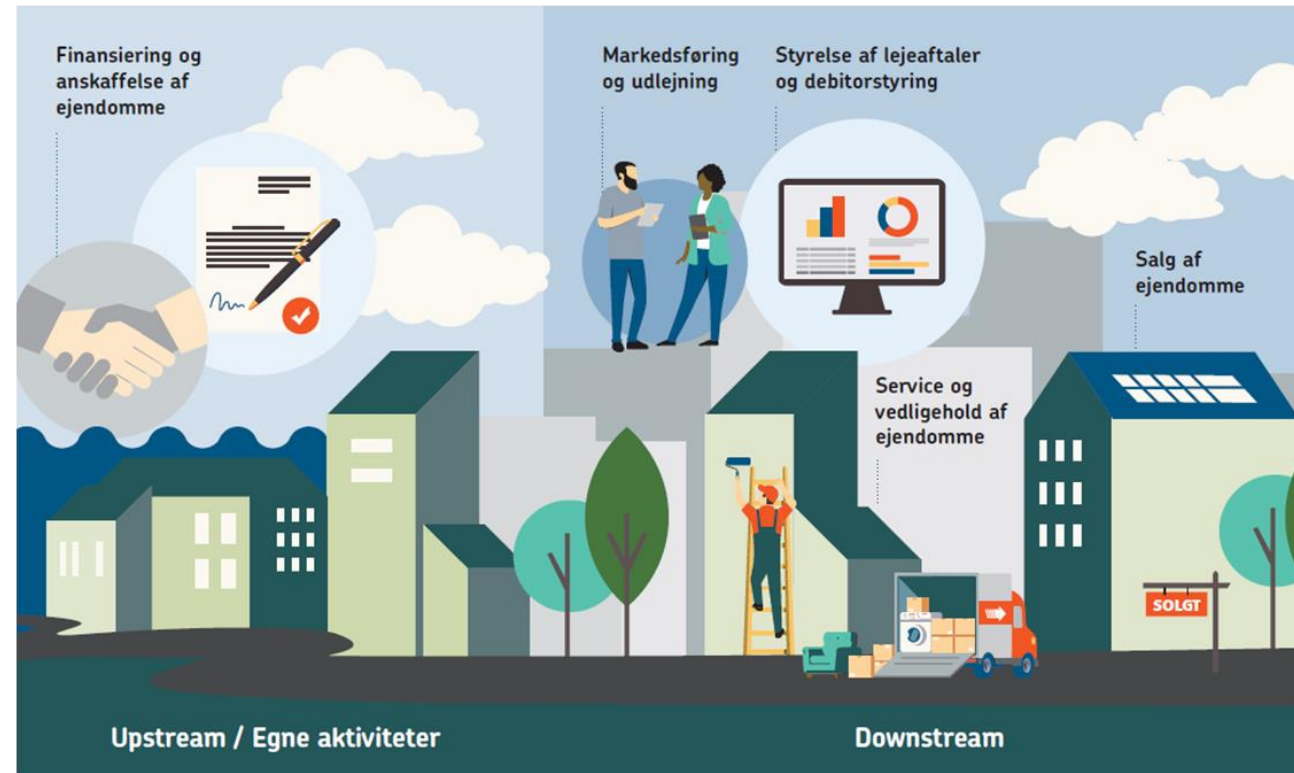 Finansiering og
anskaffelse af
ejendomme
Markedsføring
og udlejning
Styrelse af lejeaftaler
og debitorstyring
Salg af
ejendomme
Service og
vedligehold af
ejendomme
SOLGT
Upstream / Egne aktiviteter
Downstream